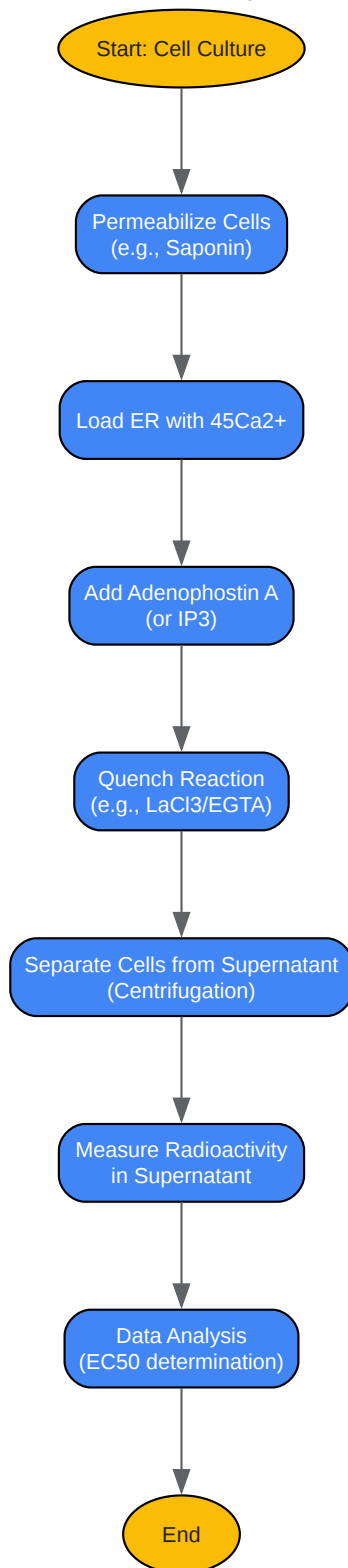 Start: Cell Culture
Permeabilize Cells
(e.g., Saponin)
Load ER with 45Ca2+
Add Adenophostin A
(or IP3)
Quench Reaction
(e.g., LaCl3/EGTA)
Separate Cells from Supernatant
(Centrifugation)
Measure Radioactivity
in Supernatant
Data Analysis
(EC50 determination)
End